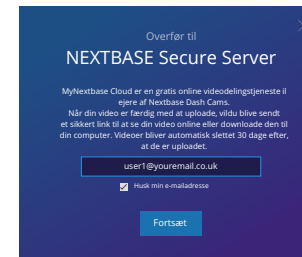 Overfør til
NEXTBASE Secure Server
MyNextbase Cloud er en gratis online videodelingstjeneste il
ejere af Nextbase Dash Cams.
Når din video er færdig med at uploade, vildu blive sendt
et sikkert link til at se din video online eller downloade den til
din computer. Videoer bliver automatisk slettet 30 dage efter,
at de er uploadet.
user1@youremail.co.uk
Husk min e-mailadresse
Fortsæt